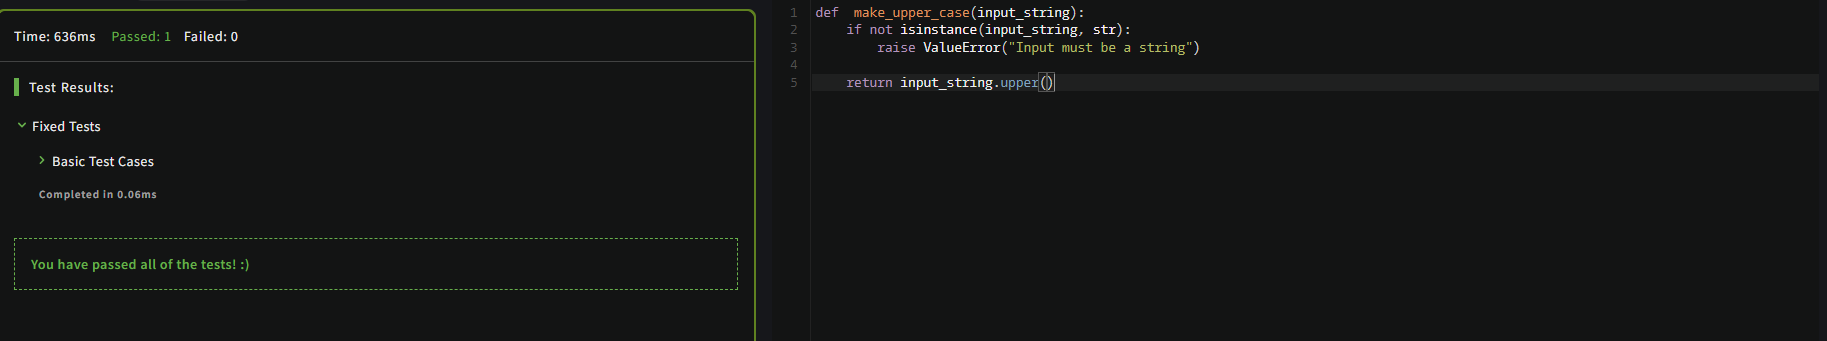 Time: 636ms Passed: 1 Failed: 0
Test Results:
Fixed Tests
Basic Test Cases
Completed in 0.06ms
You have passed all of the tests! :)
1 def  make_upper_case(input_string):
2     if not isinstance(input_string, str):
3         raise ValueError("Input must be a string")
4
5     return input_string.upper()